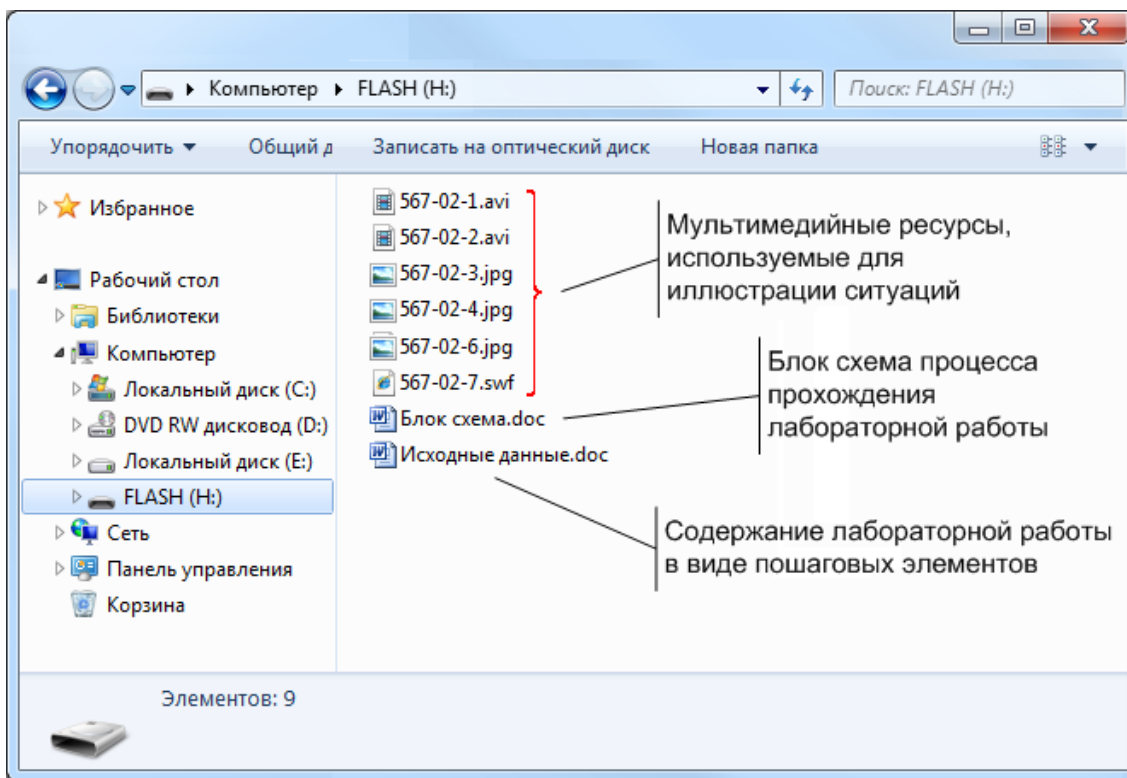 Компьютер
FLASH (H:)
Поиск: FLASH (H:)
Упорядочить
Общий д
Записать на оптический диск
Новая папка
Избранное
Рабочий стол
Библиотеки
Компьютер
Локальный диск (C:)
DVD RW дисковод (D:)
Локальный диск (E:)
FLASH (H:)
Сеть
Панель управления
Корзина
567-02-1.avi
567-02-2.avi
567-02-3.jpg
567-02-4.jpg
567-02-6.jpg
567-02-7.swf
Блок схема.doc
Исходные данные.doc
Мультимедийные ресурсы,
используемые для
иллюстрации ситуаций
Блок схема процесса
прохождения
лабораторной работы
Содержание лабораторной работы
в виде пошаговых элементов
Элементов: 9